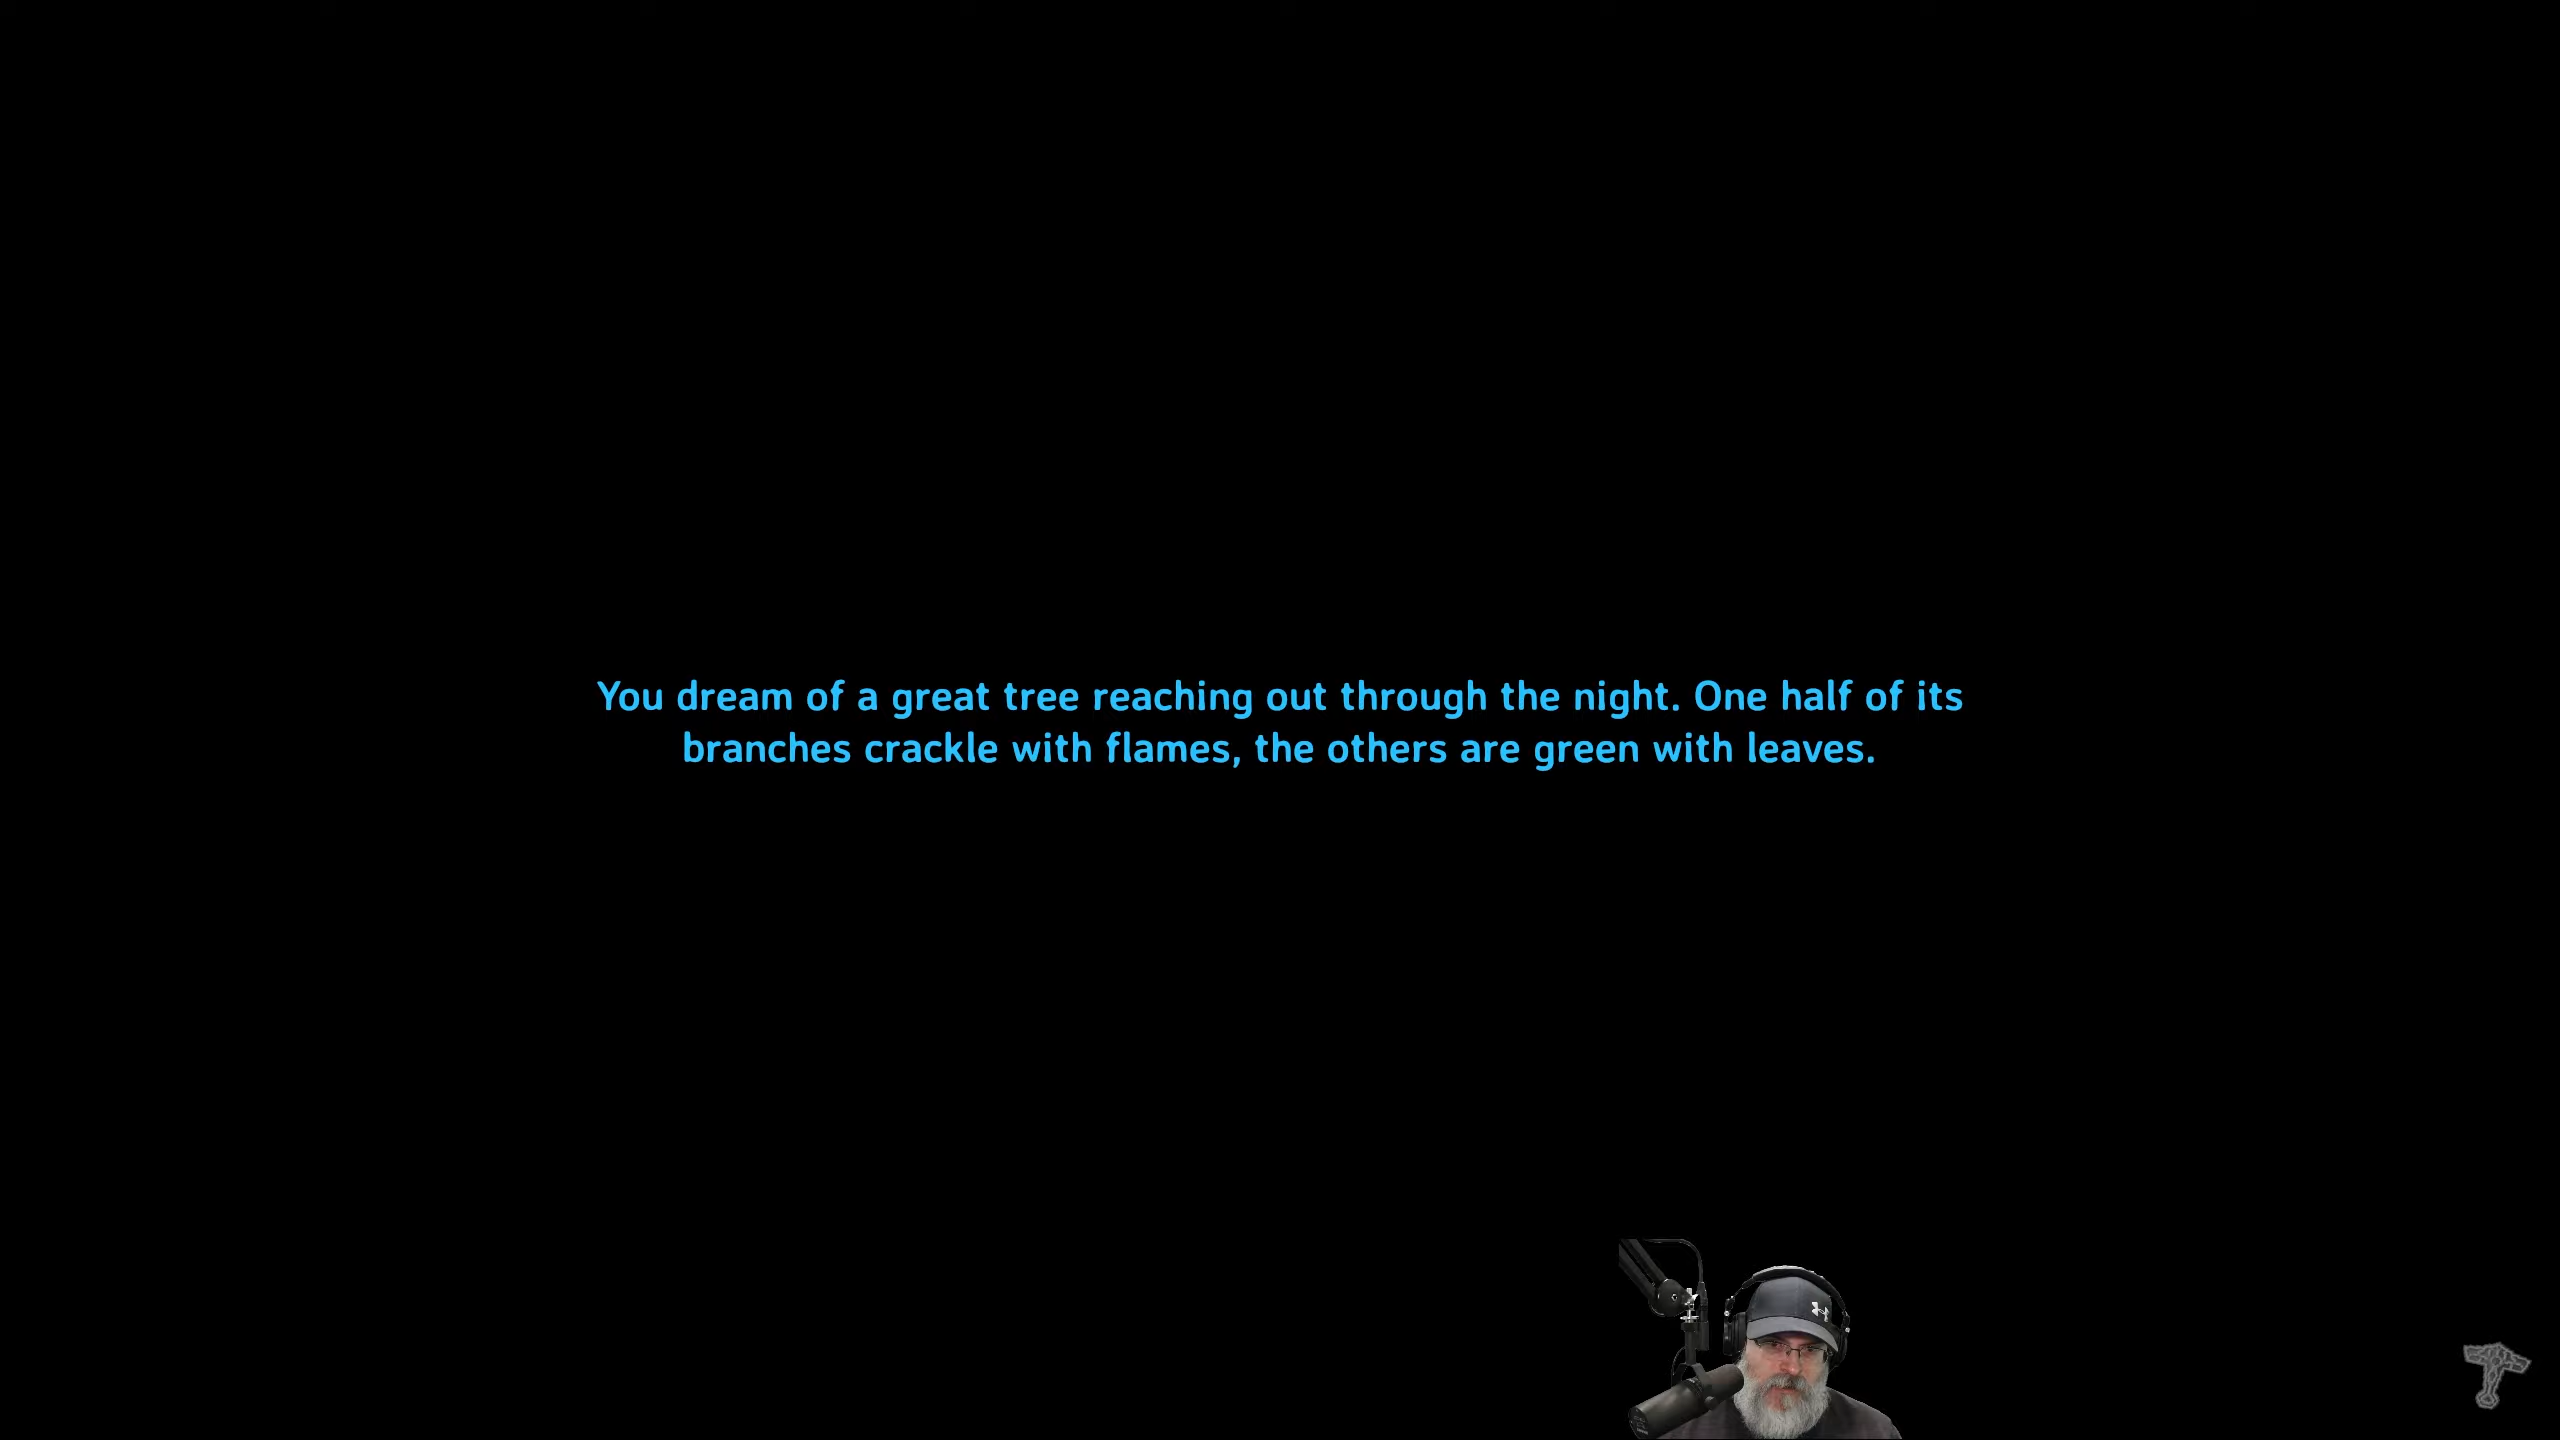 You dream of a great tree reaching out through the night. One half of its
branches crackle with flames, the others are green with leaves.